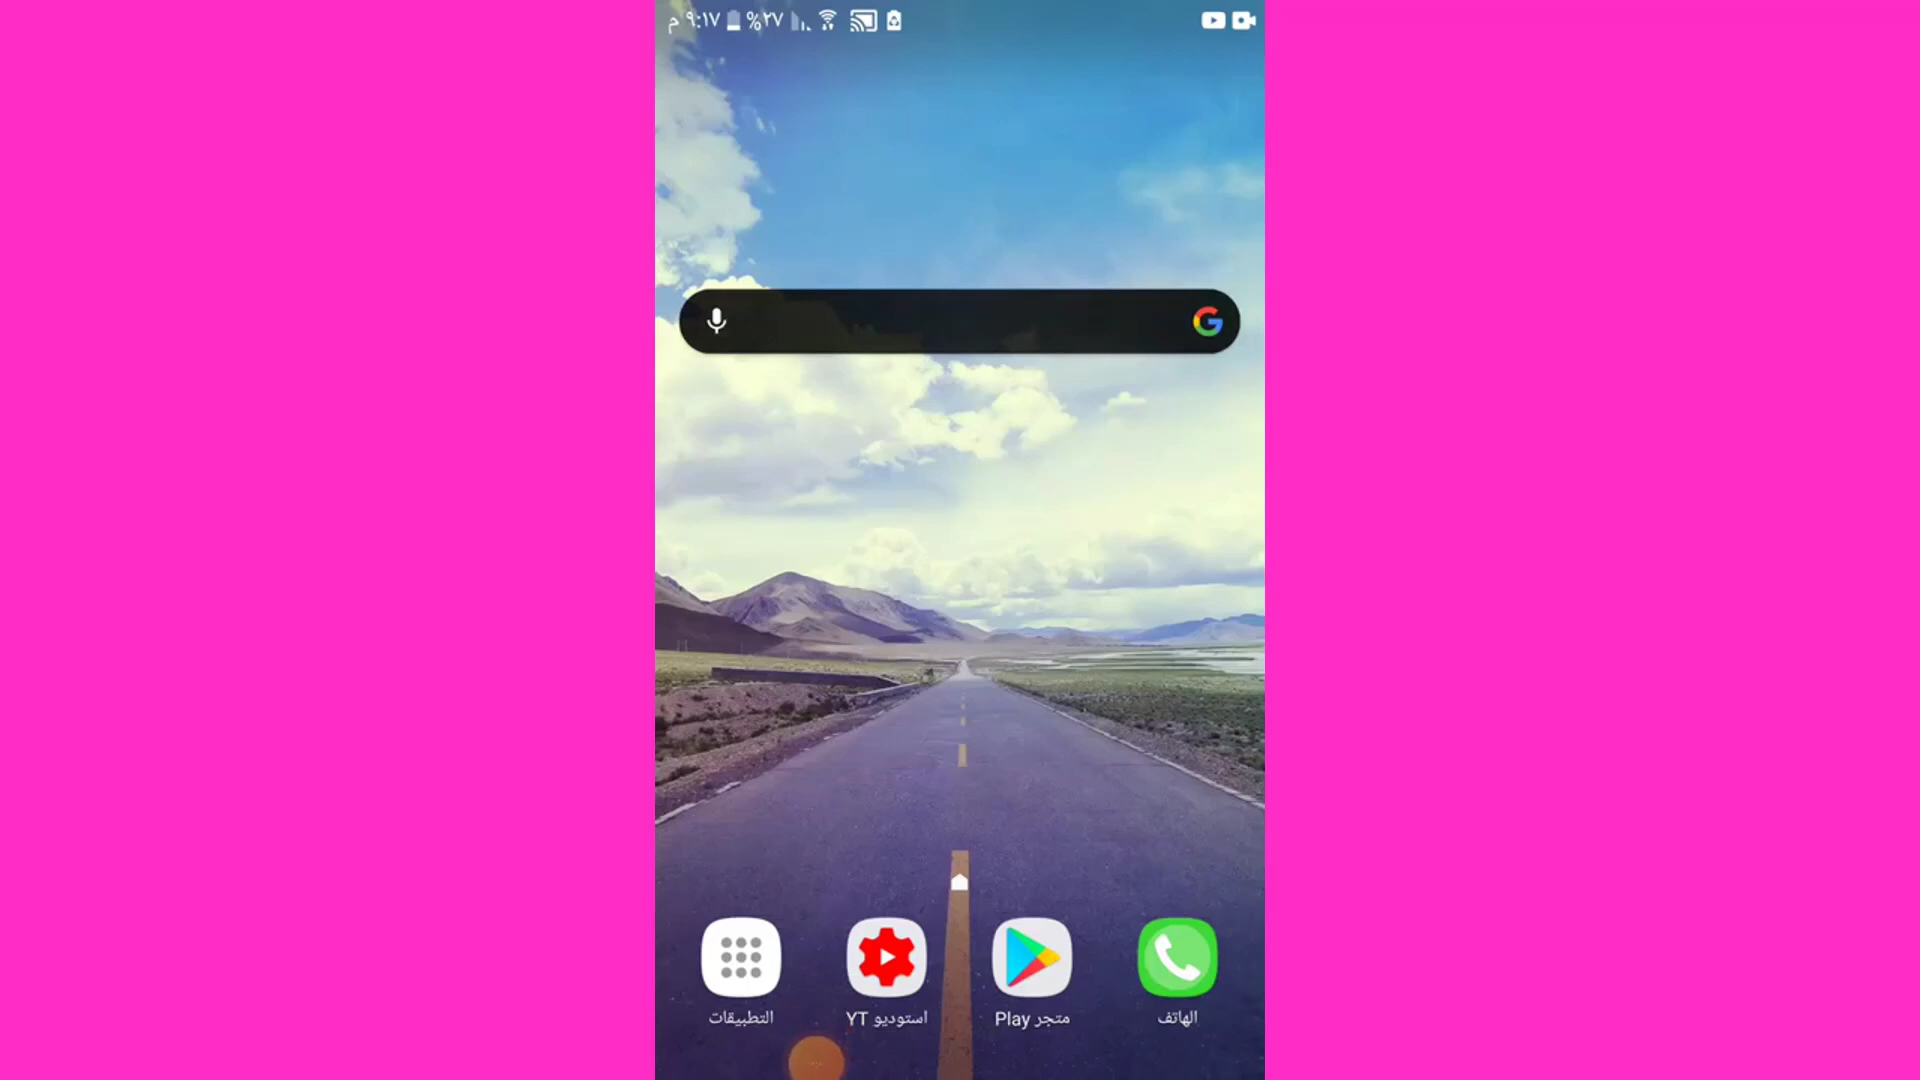 ٩:١٧ م ٢٧%
الهاتف
متجر Play
استوديو YT
التطبيقات